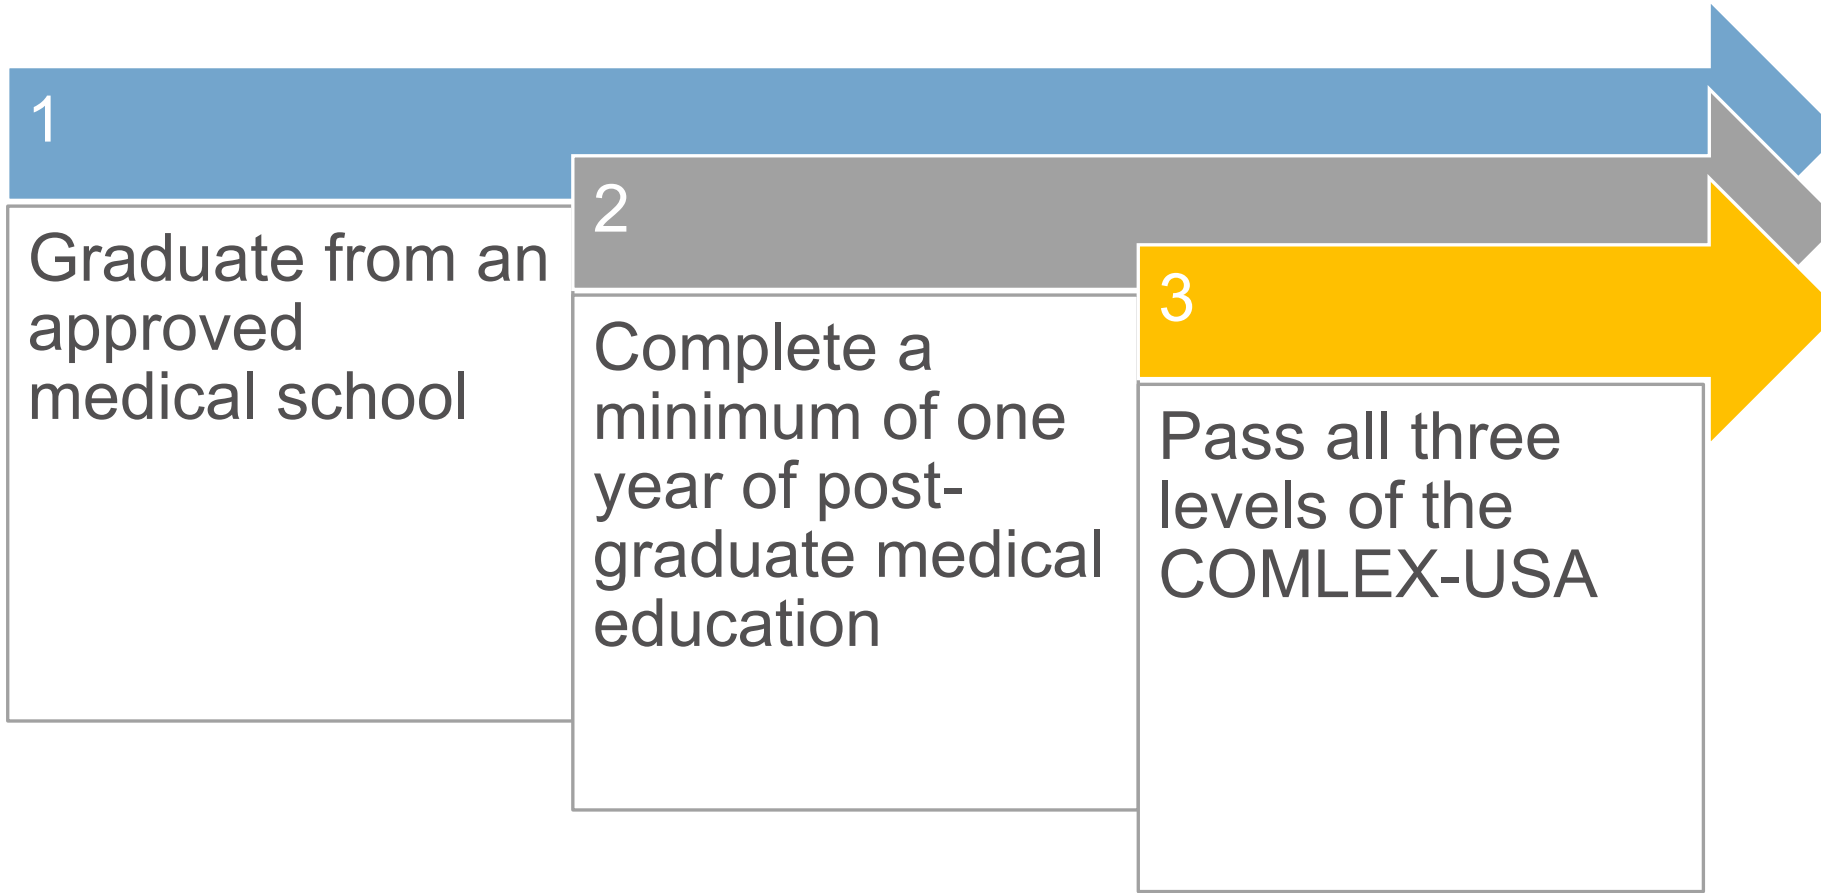 1
Graduate from an
approved
medical school
2
Complete a
minimum of one
year of post-
graduate medical
education
3
Pass all three
levels of the
COMLEX-USA